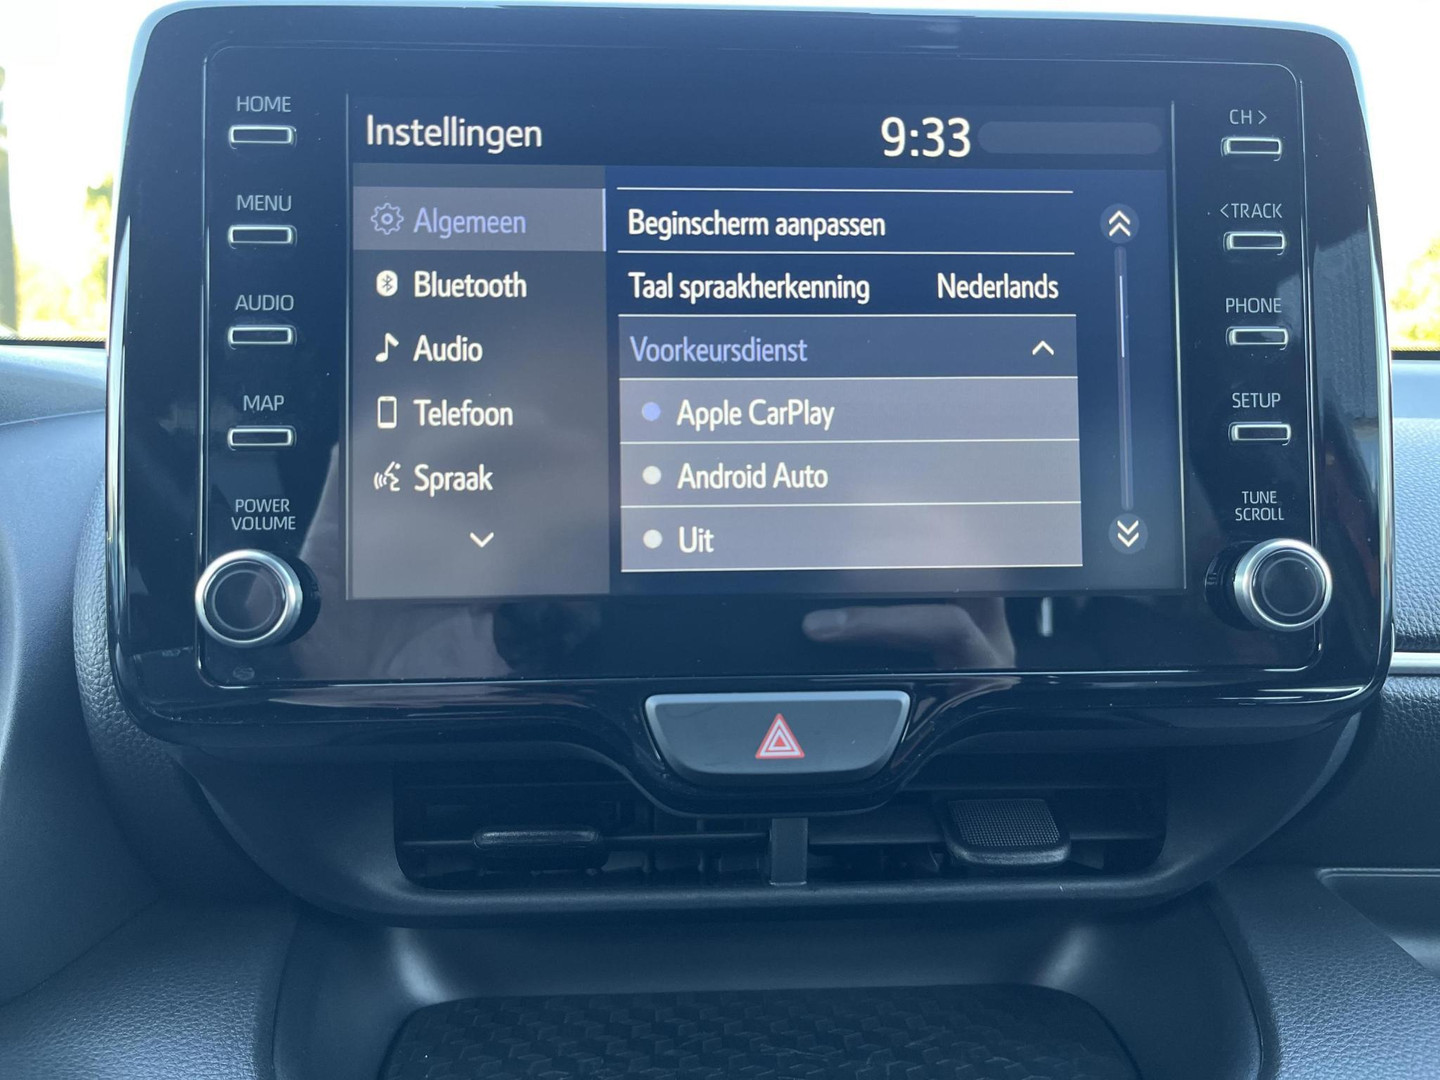 HOME
MENU
AUDIO
MAP
POWER
VOLUME
Instellingen
9:33
Algemeen
Bluetooth
Audio
Telefoon
Spraak
Beginscherm aanpassen
Taal spraakherkenning Nederlands
Voorkeursdienst
Apple CarPlay
Android Auto
Uit
CH >
<TRACK
PHONE
SETUP
TUNE
SCROLL